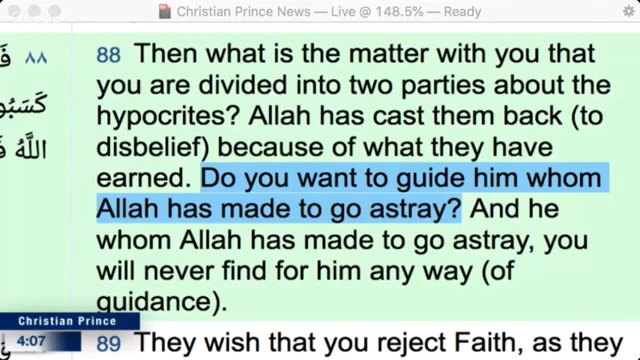 Christian Prince News — Live @ 148.5% — Ready
٨٨
88 Then what is the matter with you that
you are divided into two parties about the
hypocrites? Allah has cast them back (to
disbelief) because of what they have
earned. Do you want to guide him whom
Allah has made to go astray? And he
whom Allah has made to go astray, you
will never find for him any way (of
guidance).
Christian Prince
4:07
89 They wish that you reject Faith, as they